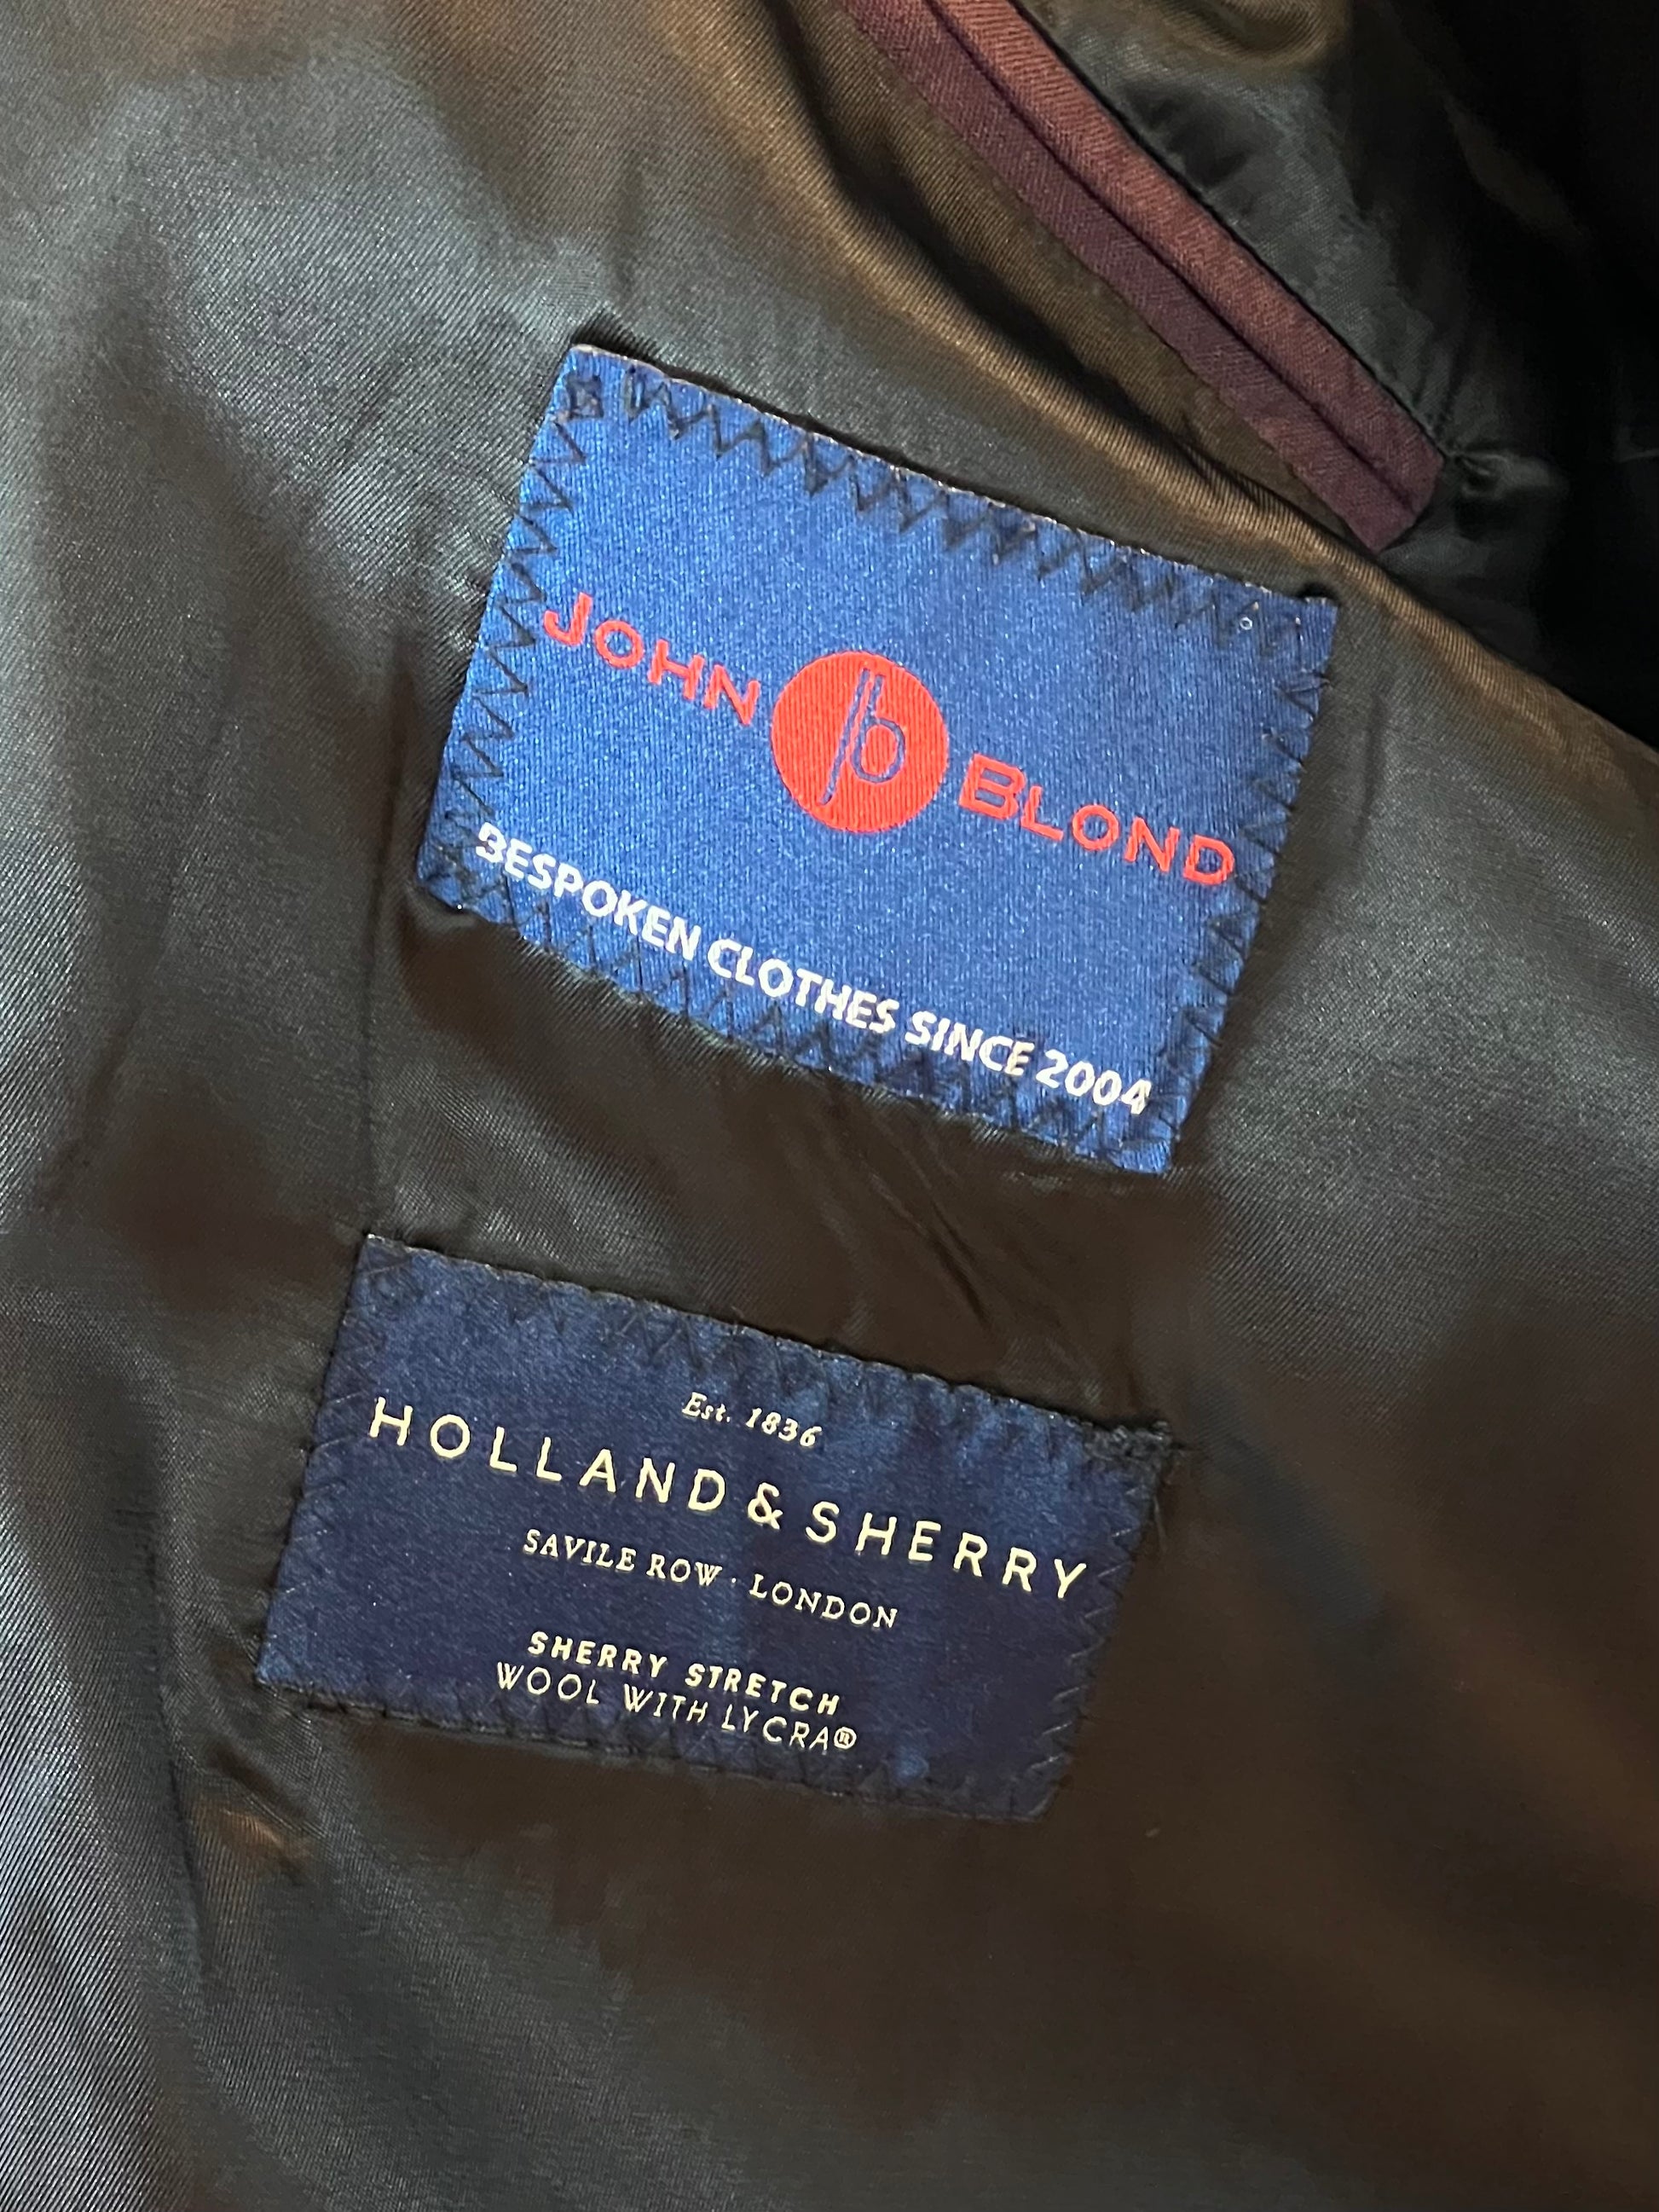 JOHN b BLOND
BESPOKEN CLOTHES SINCE 2004
Est. 1836
HOLLAND & SHERRY
SAVILE ROW · LONDON
SHERRY STRETCH
WOOL WITH LYCRA®